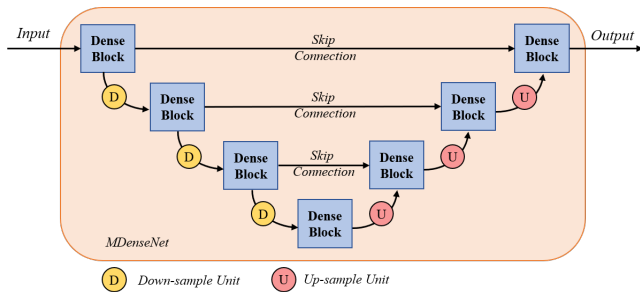 Input
Dense
Block
Skip
Connection
Dense
Block
Output
D
U
Dense
Block
Skip
Connection
Dense
Block
D
U
Dense
Block
Skip
Connection
Dense
Block
D
Dense
Block
U
MDenseNet
D Down-sample Unit
U Up-sample Unit